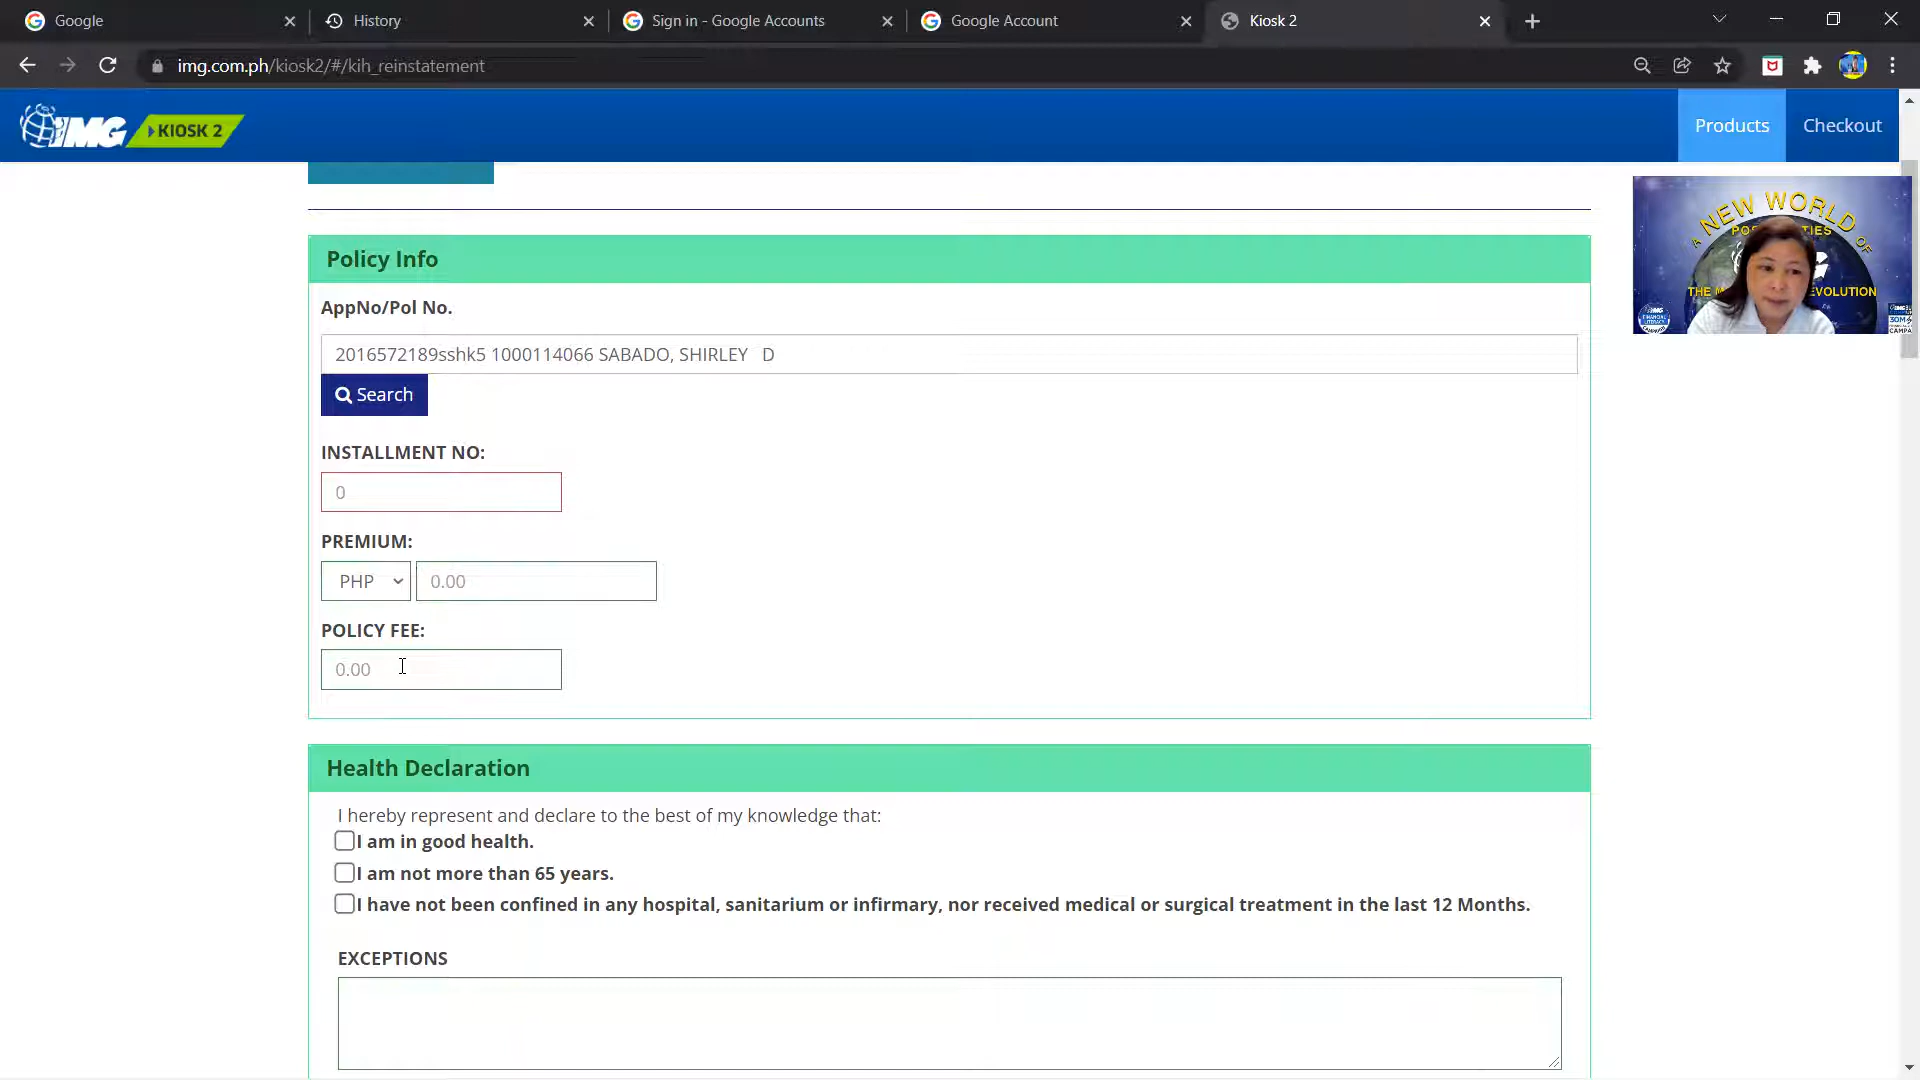 Google
History
Sign in - Google Accounts
Google Account
Kiosk 2
img.com.ph/kiosk2/#/kih_reinstatement
IMG KIOSK 2
Products
Checkout
A NEW WORLD
OF
THE
EVOLUTION
Policy Info
AppNo/Pol No.
2016572189sshk5 1000114066 SABADO, SHIRLEY D
Search
INSTALLMENT NO:
0
PREMIUM:
PHP 0.00
POLICY FEE:
0.00
Health Declaration
I hereby represent and declare to the best of my knowledge that:
I am in good health.
I am not more than 65 years.
I have not been confined in any hospital, sanitarium or infirmary, nor received medical or surgical treatment in the last 12 Months.
EXCEPTIONS